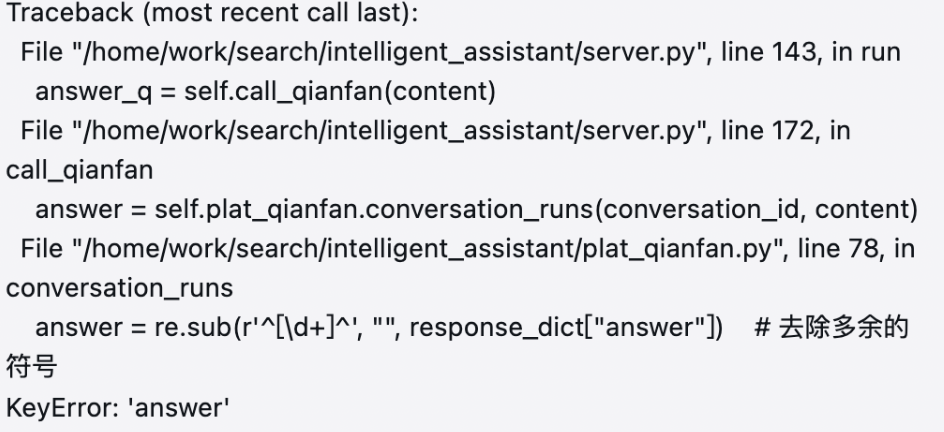 Traceback (most recent call last):
  File "/home/work/search/intelligent_assistant/server.py", line 143, in run
    answer_q = self.call_qianfan(content)
  File "/home/work/search/intelligent_assistant/server.py", line 172, in
call_qianfan
    answer = self.plat_qianfan.conversation_runs(conversation_id, content)
  File "/home/work/search/intelligent_assistant/plat_qianfan.py", line 78, in
conversation_runs
    answer = re.sub(r'^[\d+]^', "", response_dict["answer"])    # 去除多余的
符号
KeyError: 'answer'